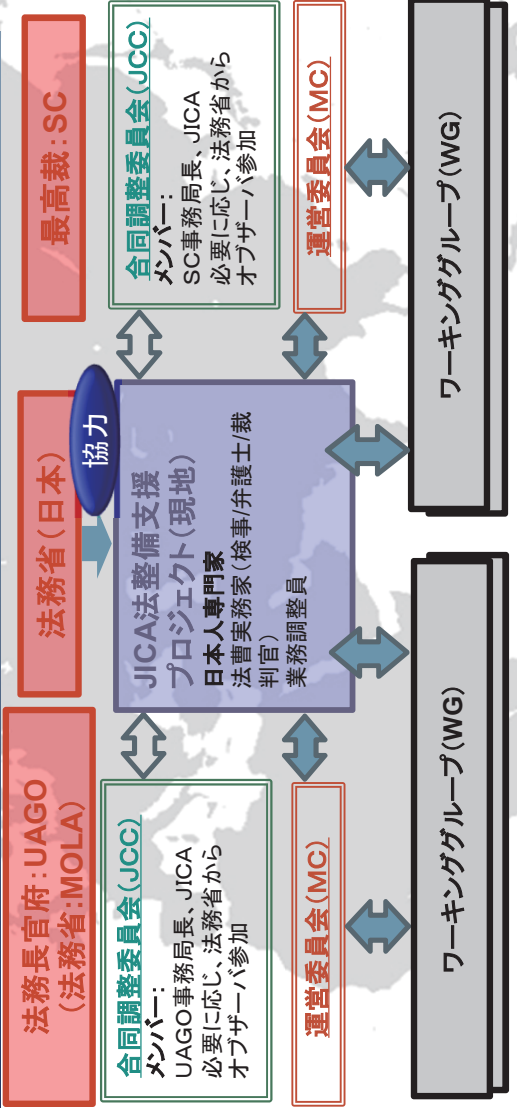 法務長官府：UAGO
（法務省：MOLA）
法務省（日本）
最高裁：SC
協力
合同調整委員会（JCC）
メンバー：
UAGO事務局長、JICA
必要に応じ、法務省から
オブザーバ参加
JICA法整備支援
プロジェクト（現地）
日本人専門家
法曹実務家（検事/弁護士/裁
判官）
業務調整員
合同調整委員会（JCC）
メンバー：
SC事務局長、JICA
必要に応じ、法務省から
オブザーバ参加
運営委員会（MC）
運営委員会（MC）
ワーキンググループ（WG）
ワーキンググループ（WG）